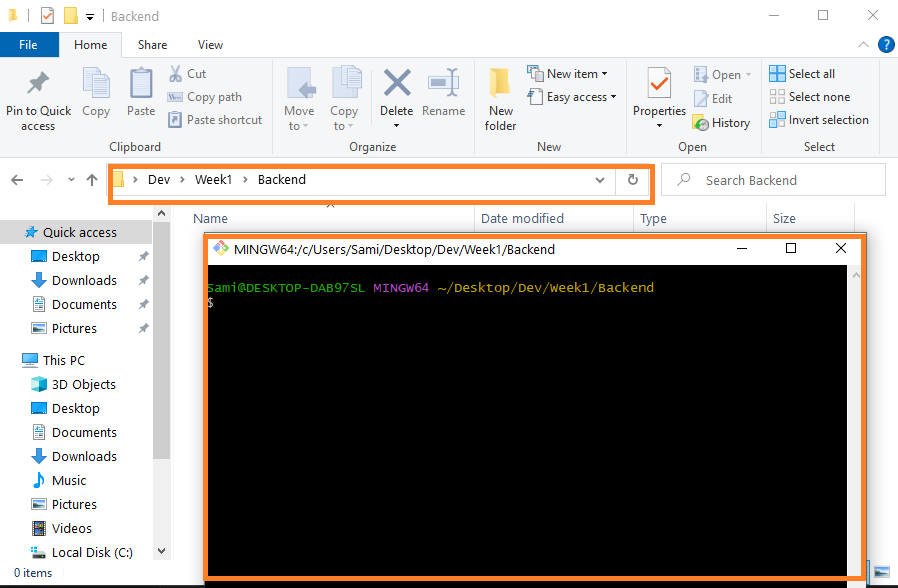 Backend
File Home Share View
Pin to Quick access
Copy
Paste
Cut
Copy path
Paste shortcut
Clipboard
Move to
Copy to
Delete
Rename
Organize
New folder
New item
Easy access
New
Properties
Open
Edit
History
Open
Select all
Select none
Invert selection
Select
Dev > Week1 > Backend
Search Backend
Name Date modified Type Size
Quick access
Desktop
Downloads
Documents
Pictures
This PC
3D Objects
Desktop
Documents
Downloads
Music
Pictures
Videos
Local Disk (C:)
0 items
MINGW64:/c/Users/Sami/Desktop/Dev/Week1/Backend
Sami@DESKTOP-DAB97SL MINGW64 ~/Desktop/Dev/Week1/Backend
$